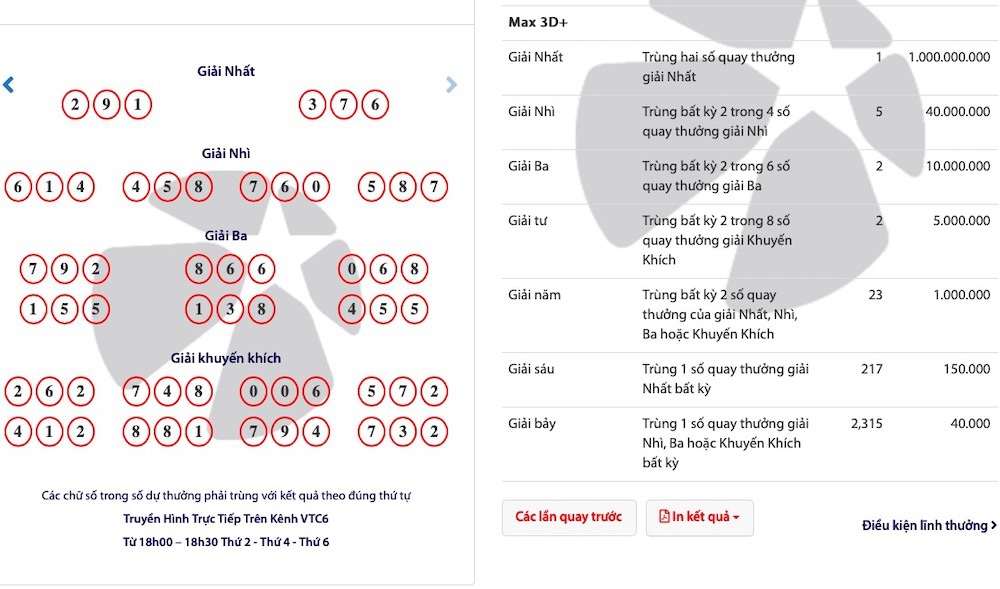 Giải Nhất
2 9 1 3 7 6
Giải Nhì
6 1 4 4 5 8 7 6 0 5 8 7
Giải Ba
7 9 2 8 6 6 0 6 8
1 5 5 1 3 8 4 5 5
Giải khuyến khích
2 6 2 7 4 8 0 0 6 5 7 2
4 1 2 8 8 1 7 9 4 7 3 2
Các chữ số trong số dự thưởng phải trùng với kết quả theo đúng thứ tự
Truyền Hình Trực Tiếp Trên Kênh VTC6
Từ 18h00 – 18h30 Thứ 2 - Thứ 4 - Thứ 6
Max 3D+
Giải Nhất Trùng hai số quay thưởng 1 1.000.000.000
giải Nhất
Giải Nhì Trùng bất kỳ 2 trong 4 số 5 40.000.000
quay thưởng giải Nhì
Giải Ba Trùng bất kỳ 2 trong 6 số 2 10.000.000
quay thưởng giải Ba
Giải tư Trùng bất kỳ 2 trong 8 số 2 5.000.000
quay thưởng giải Khuyến
Khích
Giải năm Trùng bất kỳ 2 số quay 23 1.000.000
thưởng của giải Nhất, Nhì,
Ba hoặc Khuyến Khích
Giải sáu Trùng 1 số quay thưởng giải 217 150.000
Nhất bất kỳ
Giải bảy Trùng 1 số quay thưởng giải 2,315 40.000
Nhì, Ba hoặc Khuyến Khích
bất kỳ
Các lần quay trước In kết quả
Điều kiện lĩnh thưởng